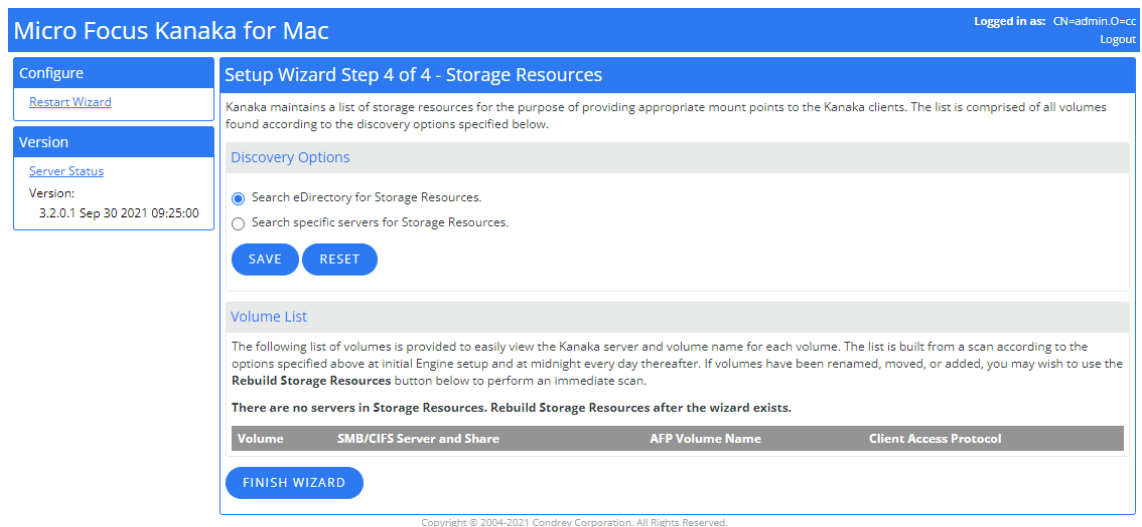 Micro Focus Kanaka for Mac
Logged in as: CN=admin.O=cc
Logout
Configure
Restart Wizard
Version
Server Status
Version:
3.2.0.1 Sep 30 2021 09:25:00
Setup Wizard Step 4 of 4 - Storage Resources
Kanaka maintains a list of storage resources for the purpose of providing appropriate mount points to the Kanaka clients. The list is comprised of all volumes
found according to the discovery options specified below.
Discovery Options
Search eDirectory for Storage Resources.
Search specific servers for Storage Resources.
SAVE RESET
Volume List
The following list of volumes is provided to easily view the Kanaka server and volume name for each volume. The list is built from a scan according to the
options specified above at initial Engine setup and at midnight every day thereafter. If volumes have been renamed, moved, or added, you may wish to use the
Rebuild Storage Resources button below to perform an immediate scan.
There are no servers in Storage Resources. Rebuild Storage Resources after the wizard exists.
Volume SMB/CIFS Server and Share AFP Volume Name Client Access Protocol
FINISH WIZARD
Copyright © 2004-2021 Condrey Corporation. All Rights Reserved.